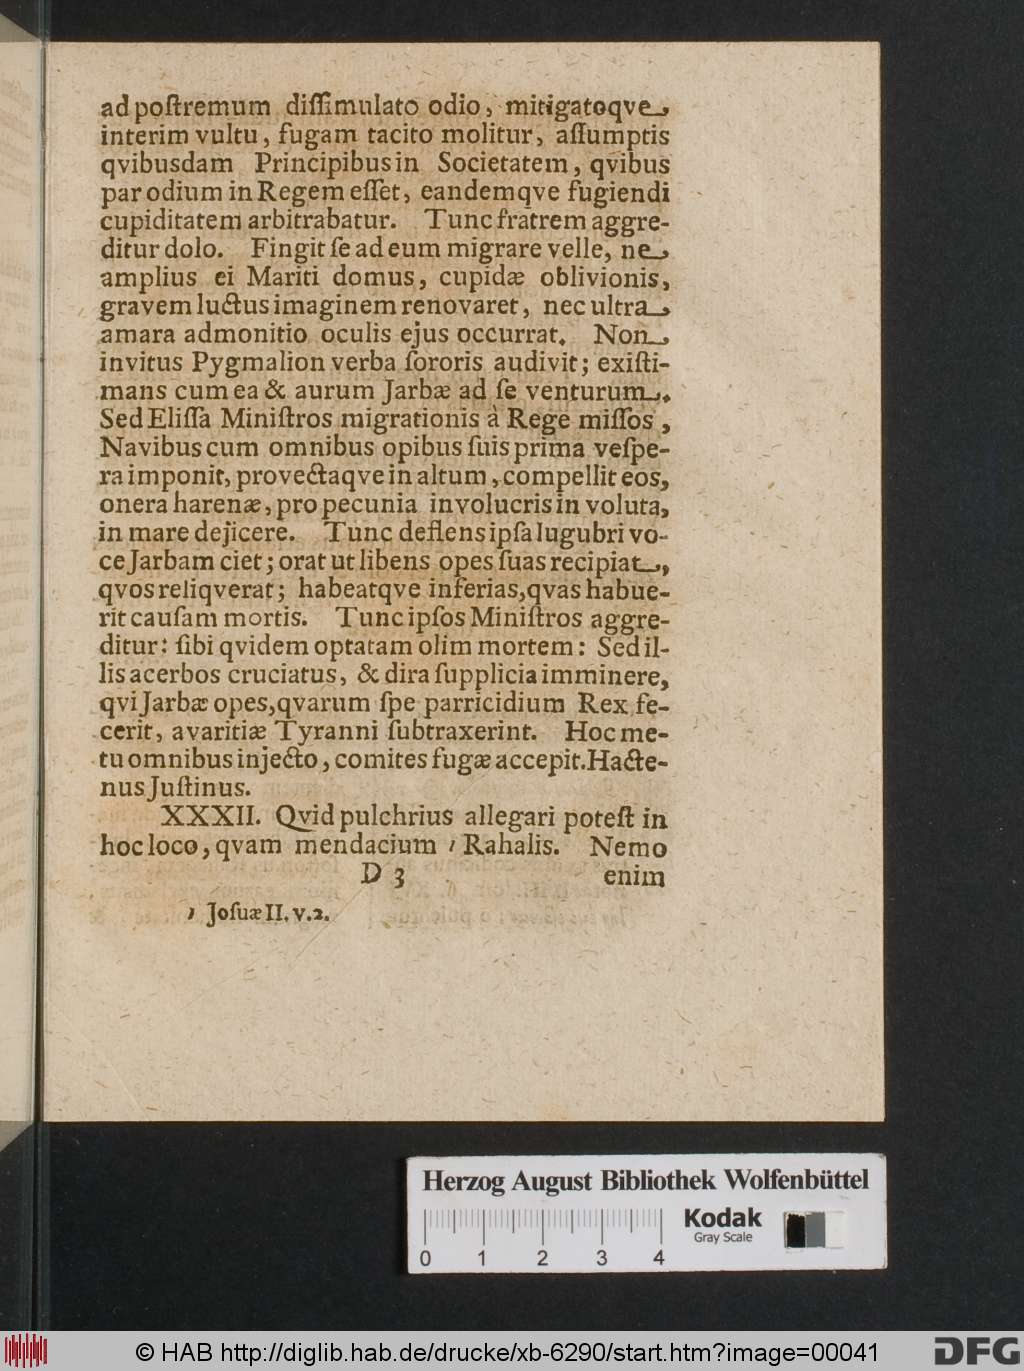 ad poſtremum diſſimulato odio, mitigatoqve
interim vultu, fugam tacito molitur, aſſumptis
qvibusdam Principibus in Societatem, qvibus
par odium in Regem eſſet, eandemqve fugiendi
cupiditatem arbitrabatur. Tunc fratrem aggre-
ditur dolo. Fingit ſe ad eum migrare velle, ne
amplius ei Mariti domus, cupidæ oblivionis,
gravem luctus imaginem renovaret, nec ultra
amara admonitio oculis ejus occurrat. Non
invitus Pygmalion verba ſororis audivit; exiſti-
mans cum ea & aurum Jarbæ ad ſe venturum.
Sed Eliſſa Miniſtros migrationis à Rege miſſos,
Navibus cum omnibus opibus ſuis prima veſpe-
ra imponit, provectaqve in altum, compellit eos,
onera harenæ, pro pecunia involucris in voluta,
in mare dejicere. Tunc deflens ipſa lugubri vo-
ce Jarbam ciet; orat ut libens opes ſuas recipiat,
qvos reliqverat; habeatqve inferias, qvas habue-
rit cauſam mortis. Tunc ipſos Miniſtros aggre-
ditur: ſibi qvidem optatam olim mortem: Sed il-
lis acerbos cruciatus, & dira ſupplicia imminere,
qvi Jarbæ opes, qvarum ſpe parricidium Rex fe-
cerit, avaritiæ Tyranni ſubtraxerint. Hoc me-
tu omnibus injecto, comites fugæ accepit. Hacte-
nus Juſtinus.
XXXII. Qvid pulchrius allegari poteſt in
hoc loco, qvam mendacium ı Rahalis. Nemo
D 3 enim
ı Joſuæ II. v. 2.
Herzog August Bibliothek Wolfenbüttel
Kodak
Gray Scale
0 1 2 3 4
© HAB http://diglib.hab.de/drucke/xb-6290/start.htm?image=00041
DFG